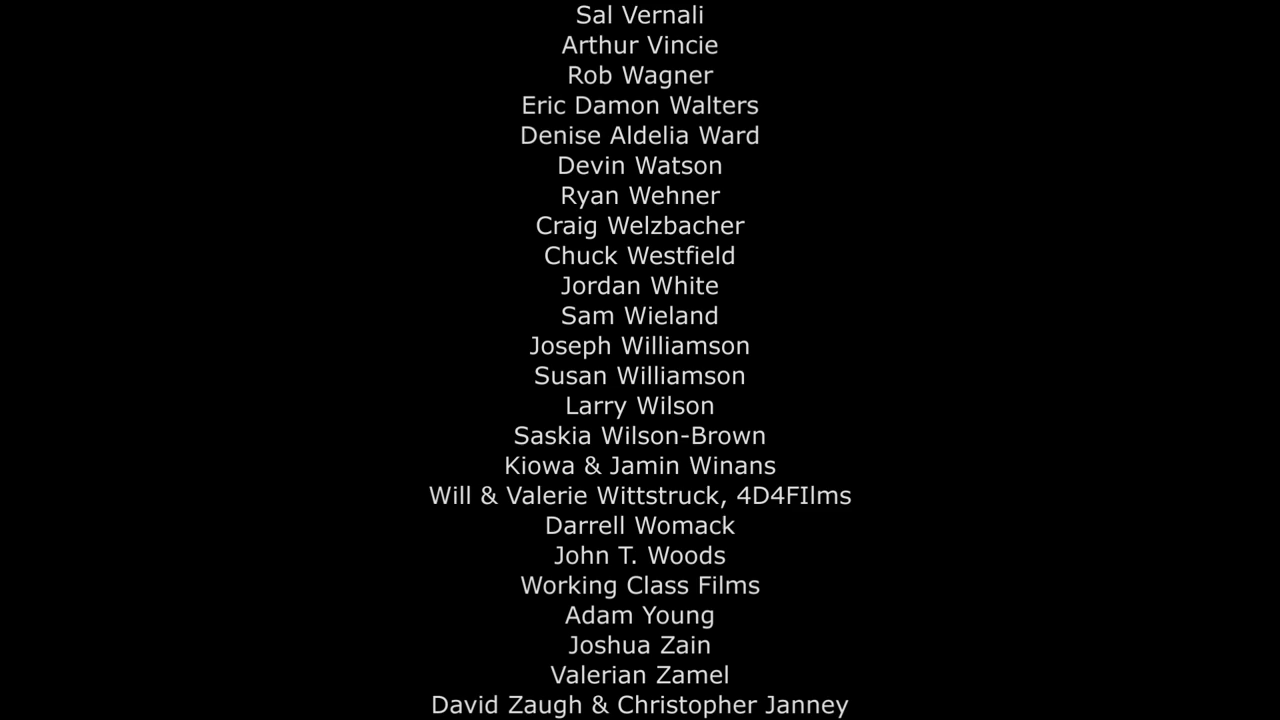 Sal Vernali
Arthur Vincie
Rob Wagner
Eric Damon Walters
Denise Aldelia Ward
Devin Watson
Ryan Wehner
Craig Welzbacher
Chuck Westfield
Jordan White
Sam Wieland
Joseph Williamson
Susan Williamson
Larry Wilson
Saskia Wilson-Brown
Kiowa & Jamin Winans
Will & Valerie Wittstruck, 4D4FIlms
Darrell Womack
John T. Woods
Working Class Films
Adam Young
Joshua Zain
Valerian Zamel
David Zaugh & Christopher Janney